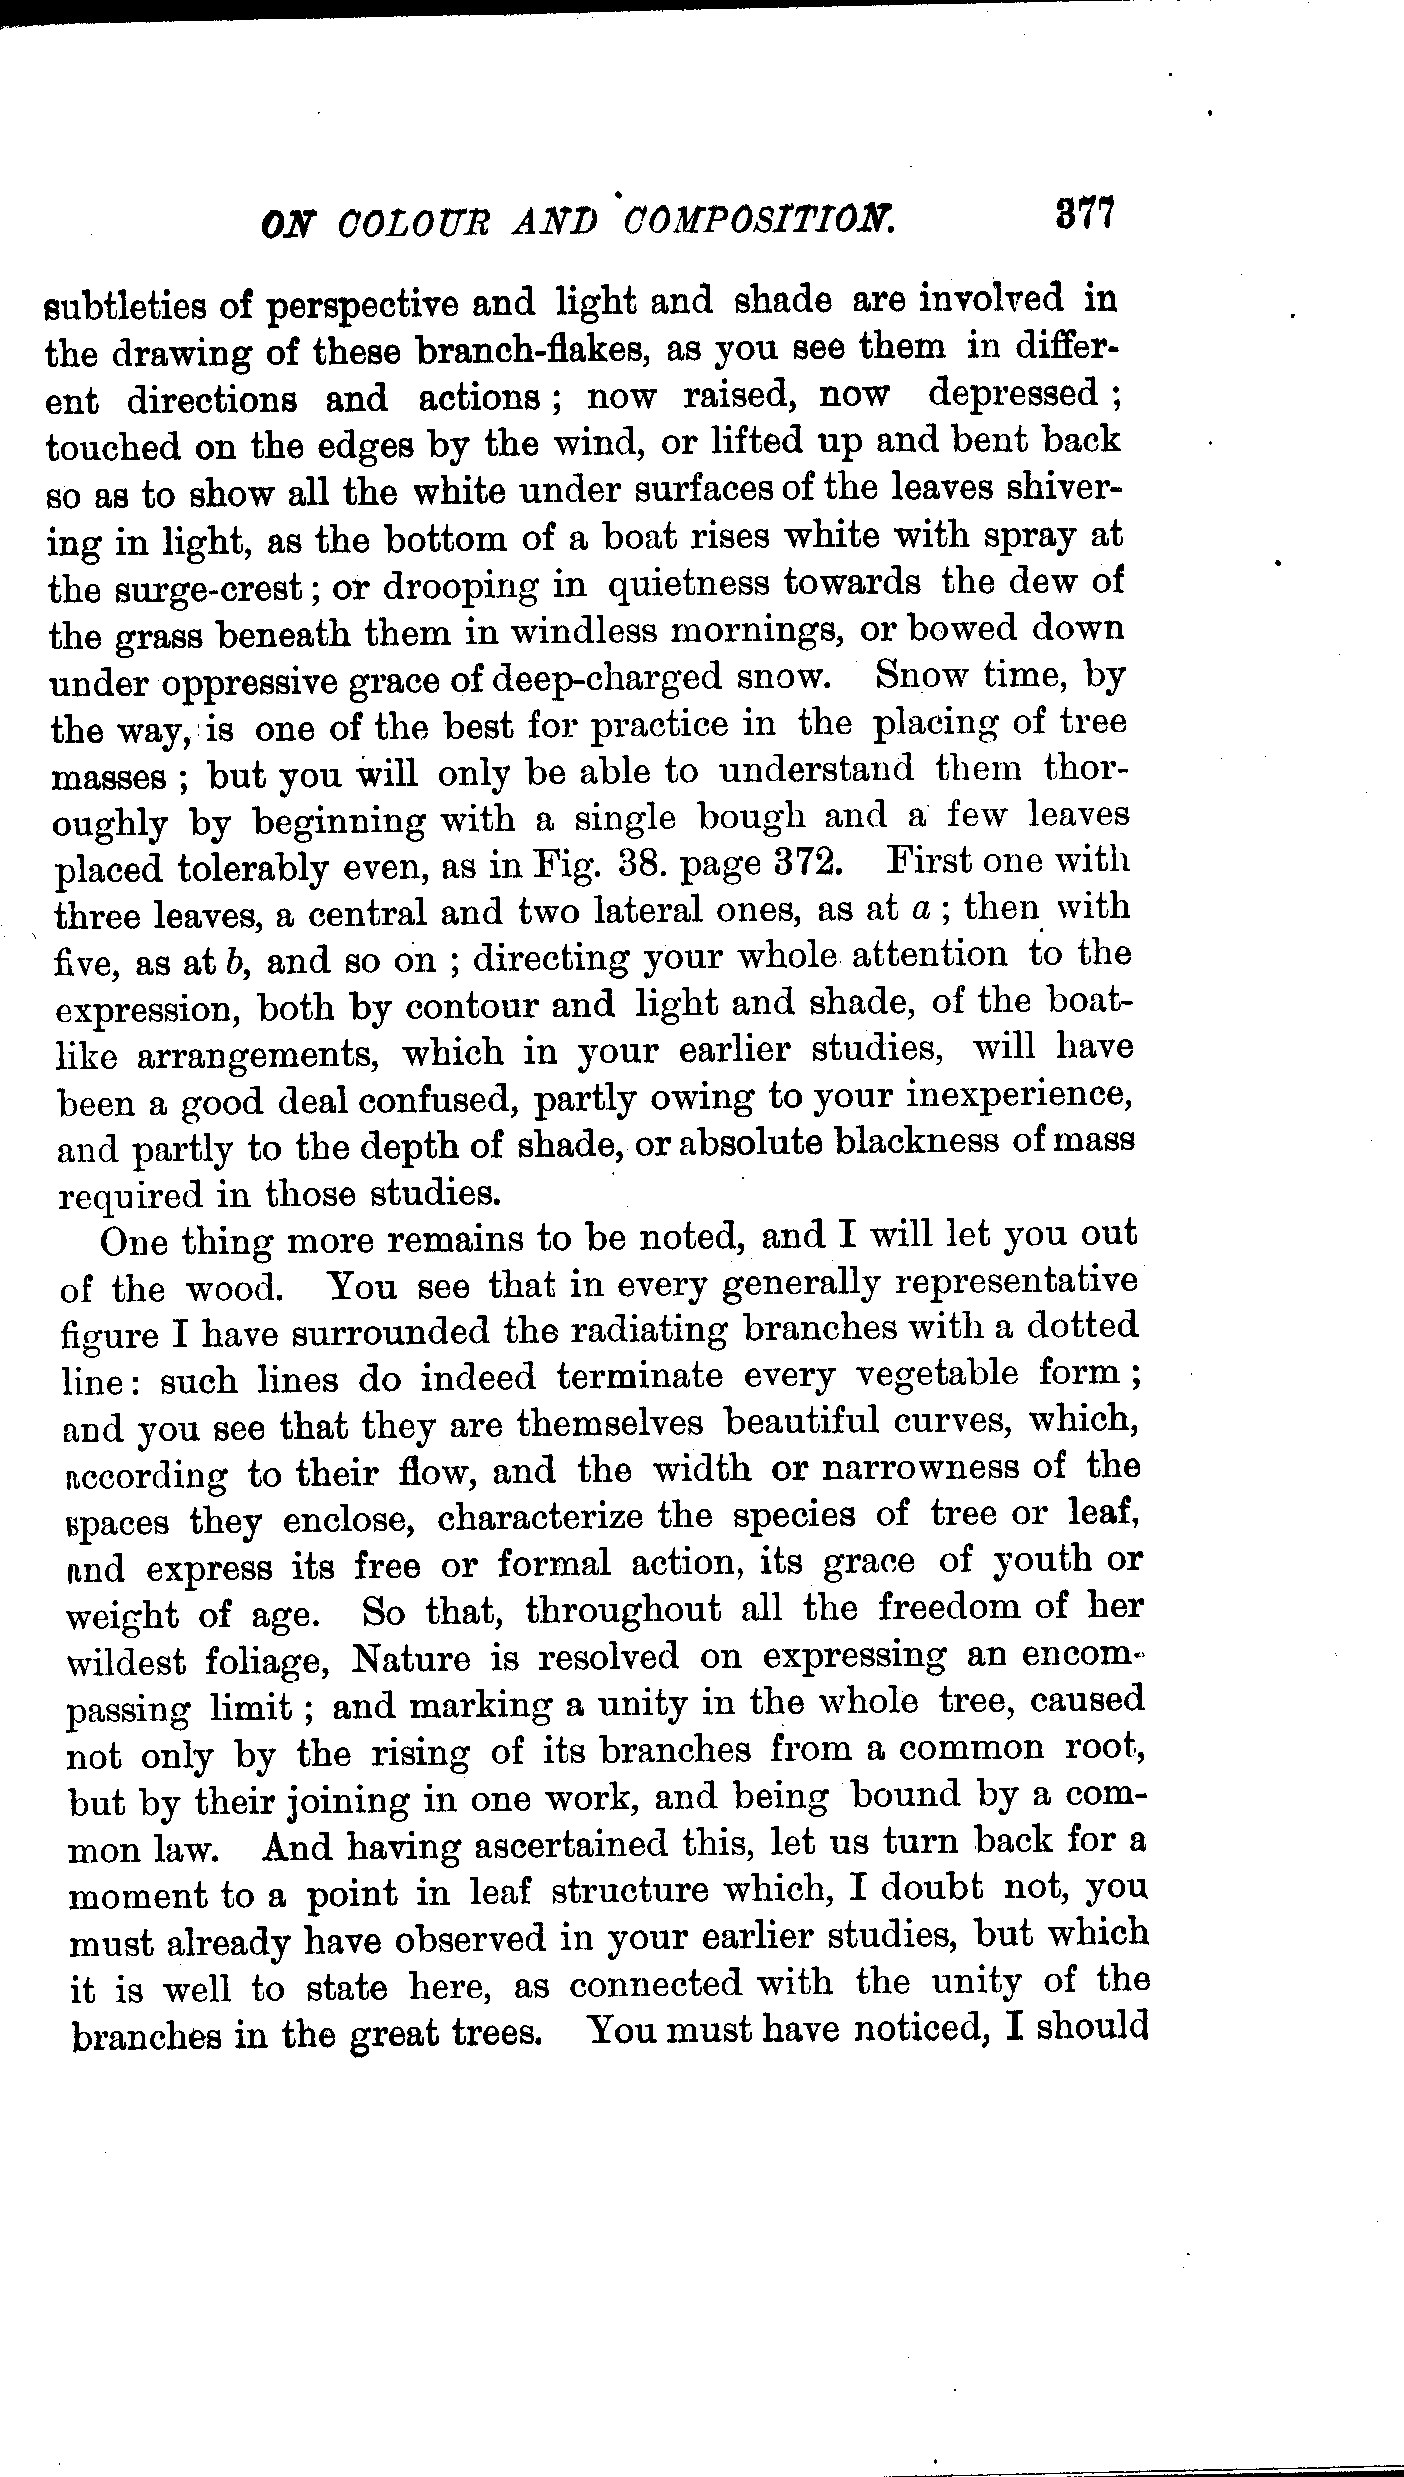 ON COLOUR AND COMPOSITION. 377
subtleties of perspective and light and shade are involved in
the drawing of these branch-flakes, as you see them in differ-
ent directions and actions ; now raised, now depressed ;
touched on the edges by the wind, or lifted up and bent back
so as to show all the white under surfaces of the leaves shiver-
ing in light, as the bottom of a boat rises white with spray at
the surge-crest ; or drooping in quietness towards the dew of
the grass beneath them in windless mornings, or bowed down
under oppressive grace of deep-charged snow. Snow time, by
the way, is one of the best for practice in the placing of tree
masses ; but you will only be able to understand them thor-
oughly by beginning with a single bough and a few leaves
placed tolerably even, as in Fig. 38. page 372. First one with
three leaves, a central and two lateral ones, as at a ; then with
five, as at b, and so on ; directing your whole attention to the
expression, both by contour and light and shade, of the boat-
like arrangements, which in your earlier studies, will have
been a good deal confused, partly owing to your inexperience,
and partly to the depth of shade, or absolute blackness of mass
required in those studies.
One thing more remains to be noted, and I will let you out
of the wood. You see that in every generally representative
figure I have surrounded the radiating branches with a dotted
line : such lines do indeed terminate every vegetable form ;
and you see that they are themselves beautiful curves, which,
according to their flow, and the width or narrowness of the
spaces they enclose, characterize the species of tree or leaf,
and express its free or formal action, its grace of youth or
weight of age. So that, throughout all the freedom of her
wildest foliage, Nature is resolved on expressing an encom-
passing limit ; and marking a unity in the whole tree, caused
not only by the rising of its branches from a common root,
but by their joining in one work, and being bound by a com-
mon law. And having ascertained this, let us turn back for a
moment to a point in leaf structure which, I doubt not, you
must already have observed in your earlier studies, but which
it is well to state here, as connected with the unity of the
branches in the great trees. You must have noticed, I should